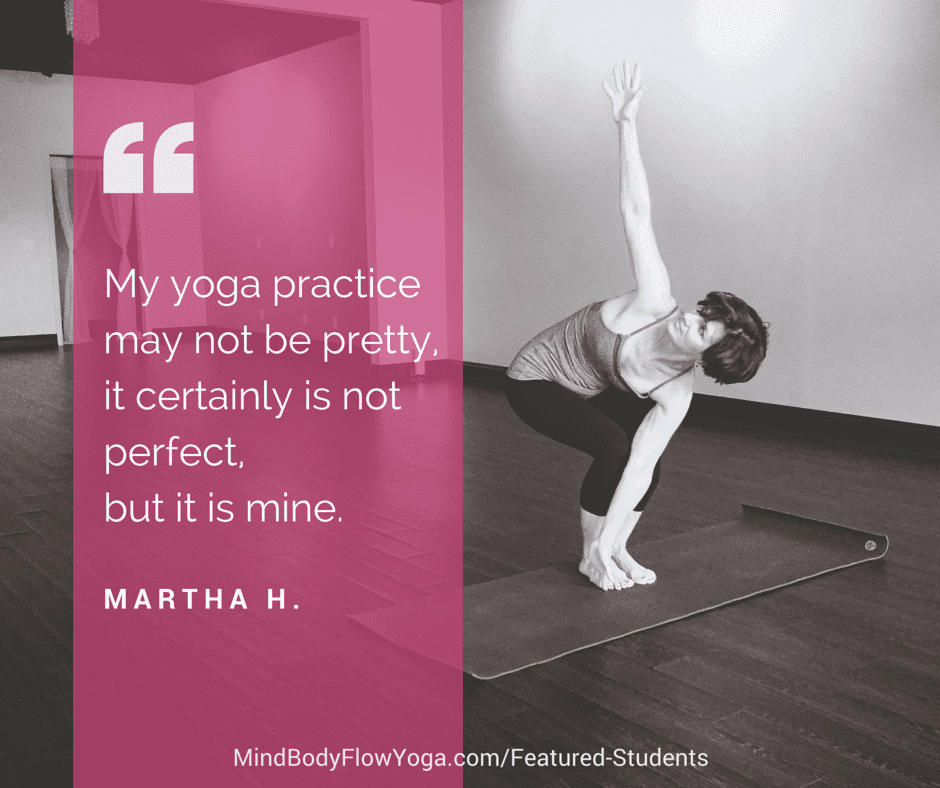 My yoga practice
may not be pretty,
it certainly is not
perfect,
but it is mine.
MARTHA H.
MindBodyFlowYoga.com/Featured-Students